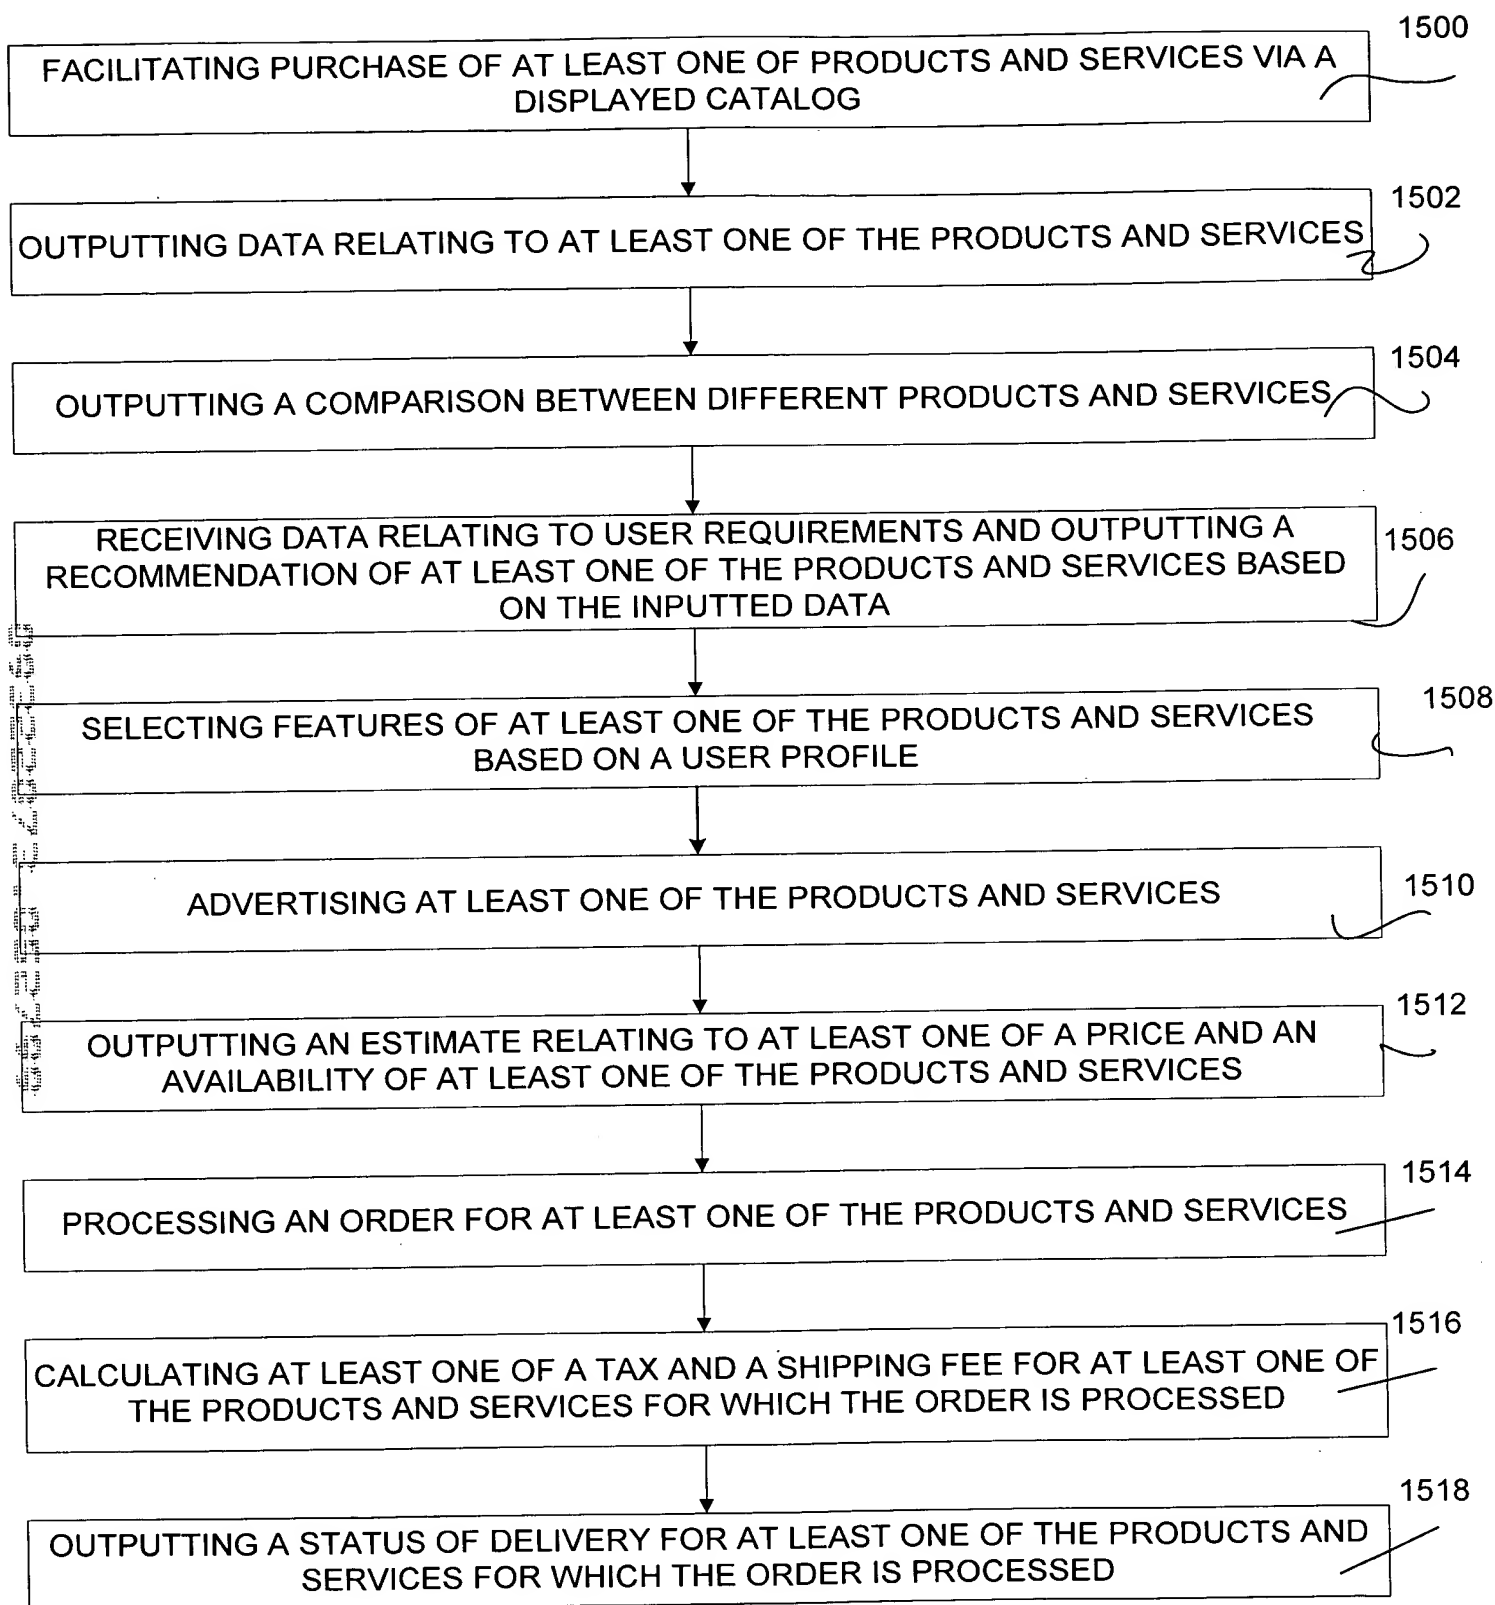 1500
FACILITATING PURCHASE OF AT LEAST ONE OF PRODUCTS AND SERVICES VIA A
DISPLAYED CATALOG
1502
OUTPUTTING DATA RELATING TO AT LEAST ONE OF THE PRODUCTS AND SERVICES
1504
OUTPUTTING A COMPARISON BETWEEN DIFFERENT PRODUCTS AND SERVICES
1506
RECEIVING DATA RELATING TO USER REQUIREMENTS AND OUTPUTTING A
RECOMMENDATION OF AT LEAST ONE OF THE PRODUCTS AND SERVICES BASED
ON THE INPUTTED DATA
1508
SELECTING FEATURES OF AT LEAST ONE OF THE PRODUCTS AND SERVICES
BASED ON A USER PROFILE
1510
ADVERTISING AT LEAST ONE OF THE PRODUCTS AND SERVICES
1512
OUTPUTTING AN ESTIMATE RELATING TO AT LEAST ONE OF A PRICE AND AN
AVAILABILITY OF AT LEAST ONE OF THE PRODUCTS AND SERVICES
1514
PROCESSING AN ORDER FOR AT LEAST ONE OF THE PRODUCTS AND SERVICES
1516
CALCULATING AT LEAST ONE OF A TAX AND A SHIPPING FEE FOR AT LEAST ONE OF
THE PRODUCTS AND SERVICES FOR WHICH THE ORDER IS PROCESSED
1518
OUTPUTTING A STATUS OF DELIVERY FOR AT LEAST ONE OF THE PRODUCTS AND
SERVICES FOR WHICH THE ORDER IS PROCESSED